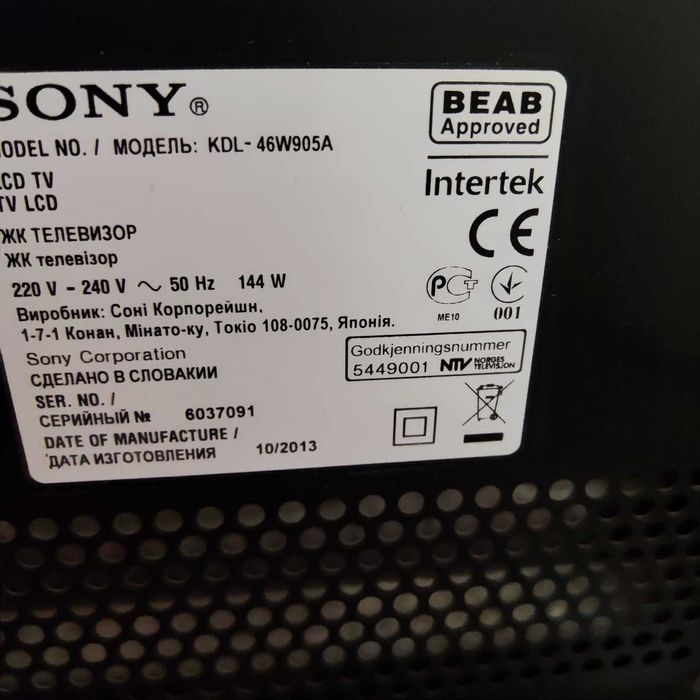 SONY®
MODEL NO. / МОДЕЛЬ: KDL-46W905A
LCD TV
TV LCD
ЖК ТЕЛЕВИЗОР
ЖК телевізор
220 V - 240 V ~ 50 Hz 144 W
Виробник: Соні Корпорейшн,
1-7-1 Конан, Мінато-ку, Токіо 108-0075, Японія.
Sony Corporation
СДЕЛАНО В СЛОВАКИИ
SER. NO. /
СЕРИЙНЫЙ № 6037091
DATE OF MANUFACTURE /
ДАТА ИЗГОТОВЛЕНИЯ 10/2013
BEAB
Approved
Intertek
CE
РСТ
ME10 001
Godkjenningsnummer
5449001 NTV NORGES
TELEVISJON